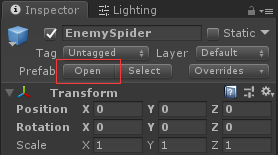 Inspector Lighting
EnemySpider Static
Tag Untagged Layer Default
Prefab Open Select Overrides
Transform
Position X 0 Y 0 Z 0
Rotation X 0 Y 0 Z 0
Scale X 1 Y 1 Z 1